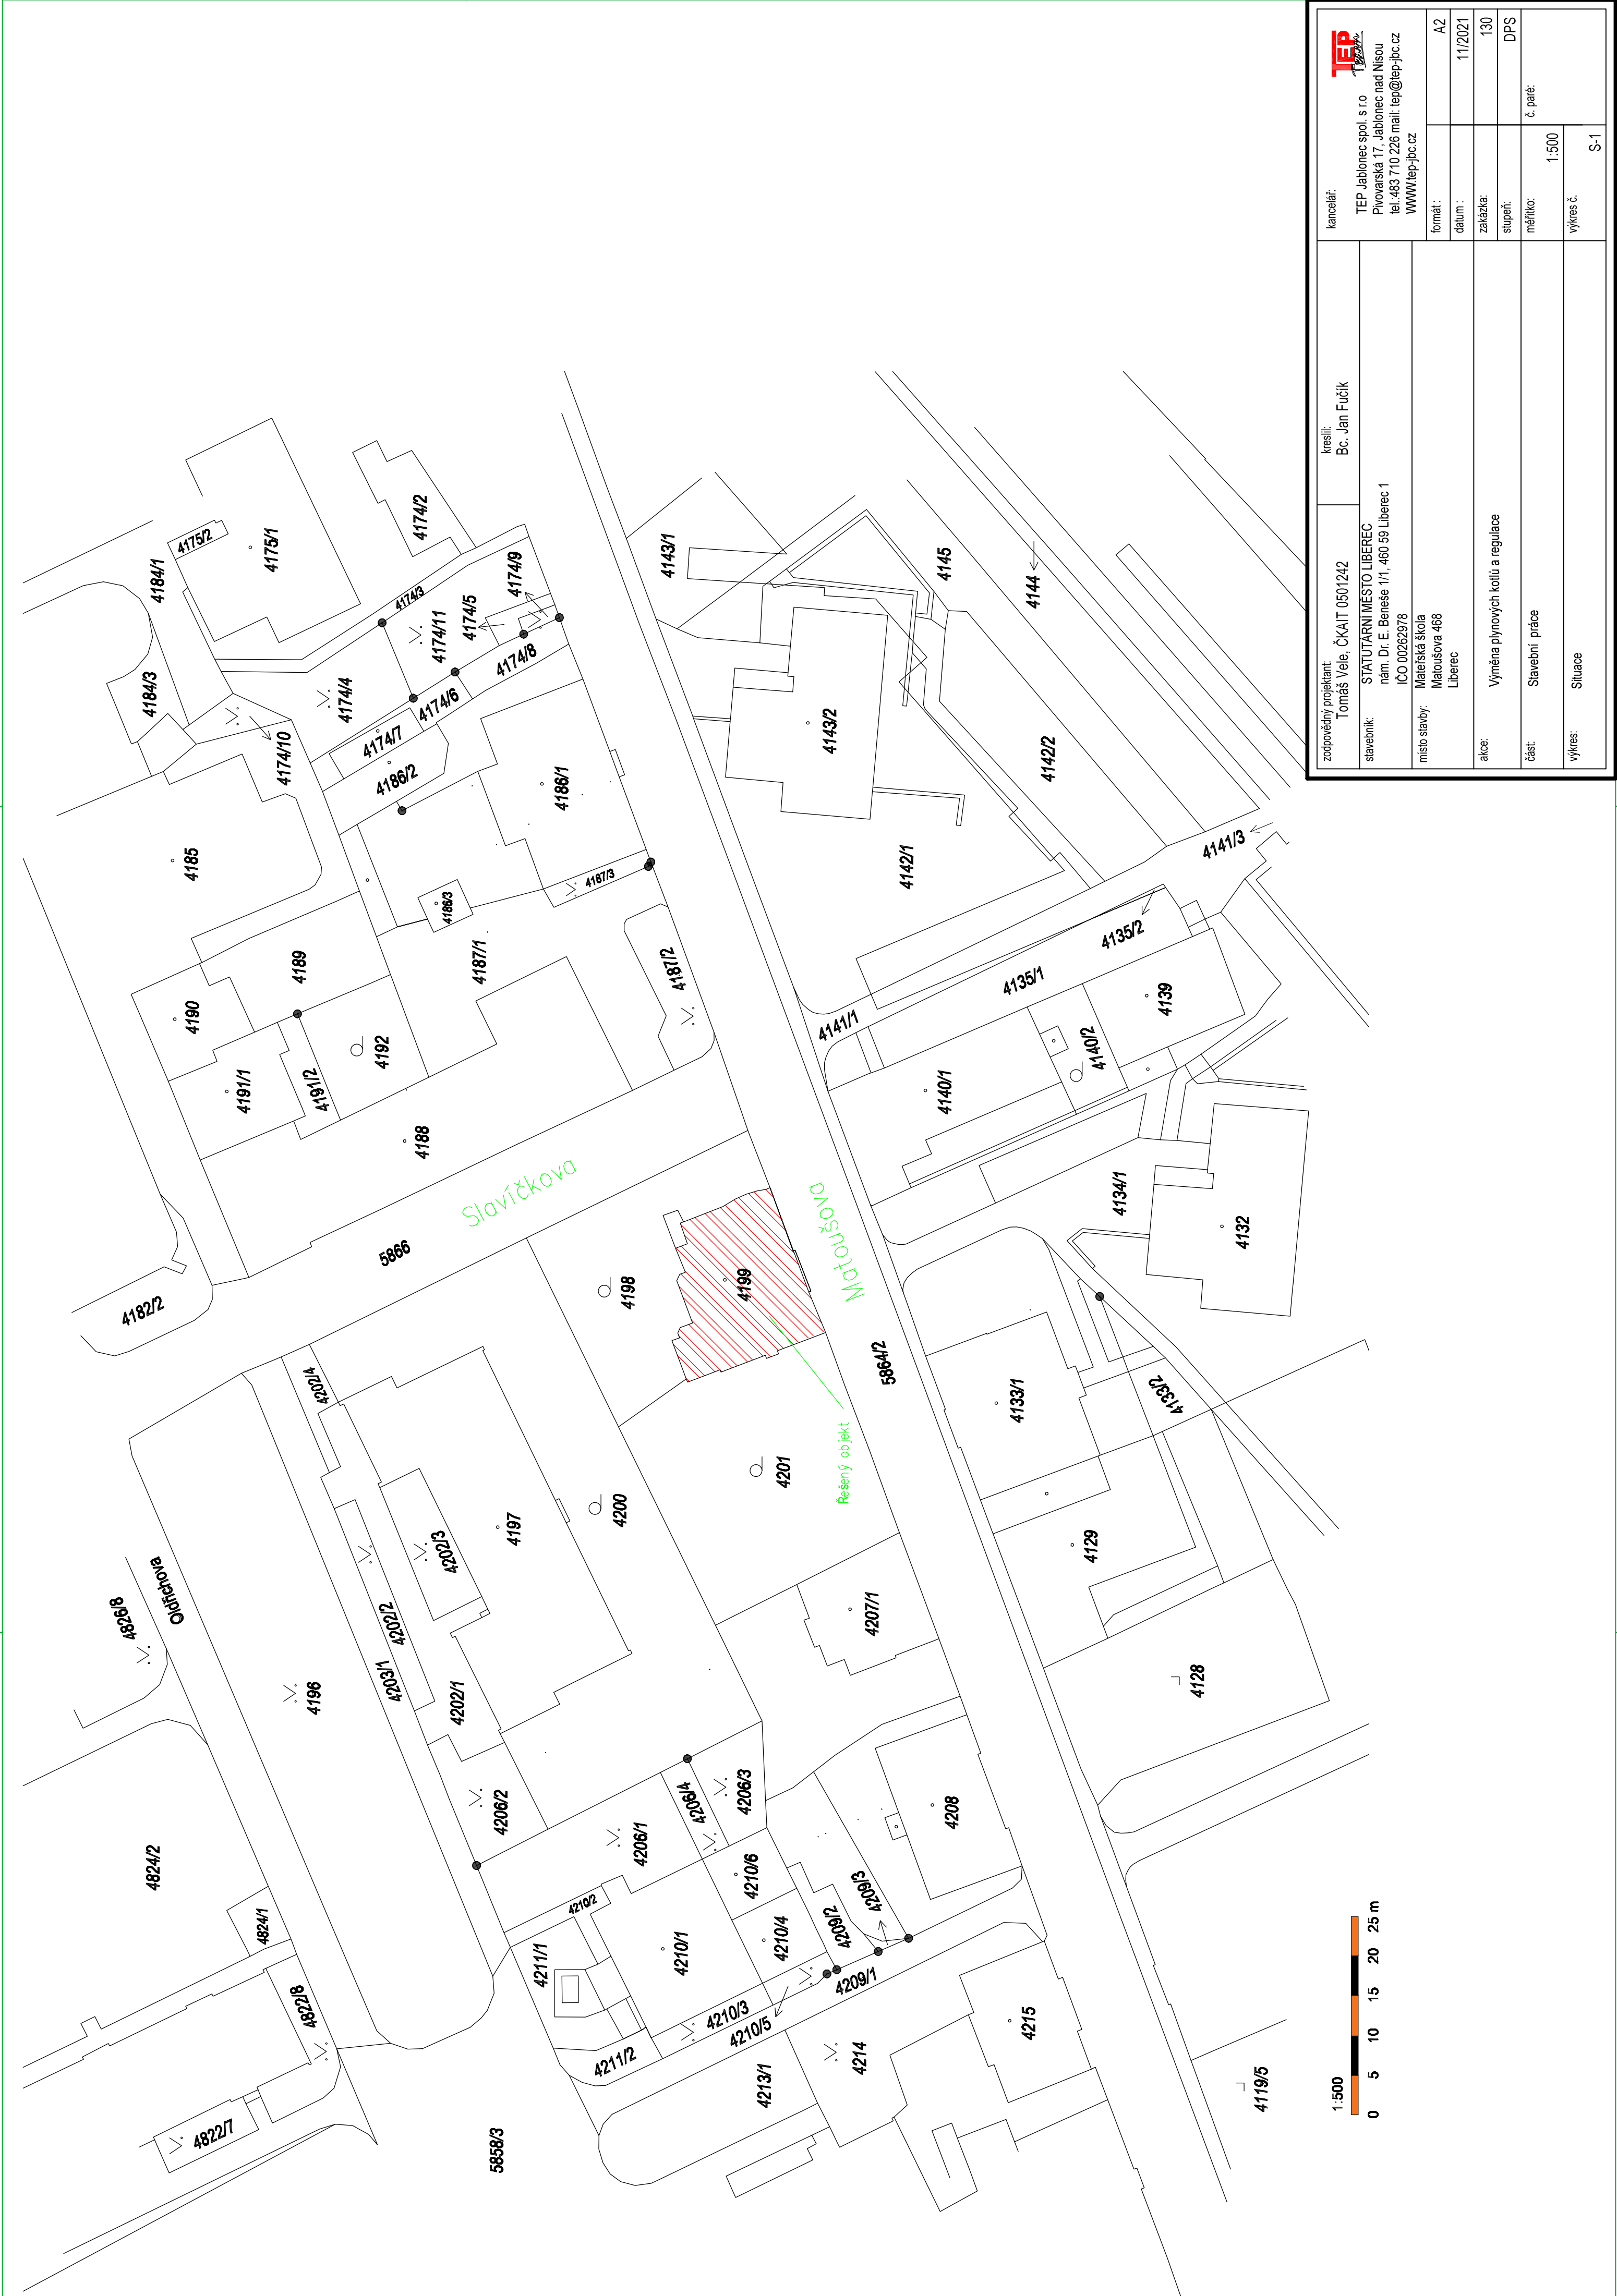 4184/1
4175/2
4175/1
4174/2
4184/3
4174/3
4174/4
4174/11
4174/5
4174/9
4174/10
4174/7
4174/6
4174/8
4186/2
4186/1
4185
4186/3
4187/3
4187/1
4187/2
4189
4190
4192
4191/1
4191/2
4188
Slavíčkova
5866
4182/2
4143/1
4145
4144
4143/2
4142/2
4142/1
4141/3
4135/2
4135/1
4141/1
4139
4140/2
4140/1
Matoušova
4134/1
4132
4198
4199
5864/2
4133/1
4133/2
Řešený objekt
4201
4202/4
4200
4197
4202/3
Oldřichova
4826/8
4202/2
4203/1
4196
4202/1
4207/1
4129
4128
4206/2
4206/4
4206/3
4206/1
4208
4824/2
4210/6
4209/3
4210/2
4209/2
4210/4
4824/1
4211/1
4210/1
4209/1
4822/8
4210/3
4210/5
4211/2
4215
4214
4213/1
4119/5
4822/7
5858/3
1:500
0 5 10 15 20 25 m
zodpovědný projektant:
Tomáš Vele, ČKAIT 0501242
kreslil:
Bc. Jan Fučík
kancelář:
TEP
TEP Jablonec spol. s r.o
Pivovarská 17, Jablonec nad Nisou
tel.:483 710 226 mail: tep@tep-jbc.cz
WWW.tep-jbc.cz
stavebník:
STATUTÁRNÍ MĚSTO LIBEREC
nám. Dr. E. Beneše 1/1, 460 59 Liberec 1
IČO 00262978
místo stavby:
Mateřská škola
Matoušova 468
Liberec
formát : A2
datum : 11/2021
akce:
Výměna plynových kotlů a regulace
zakázka: 130
stupeň: DPS
část:
Stavební práce
měřítko: 1:500
č. paré:
výkres:
Situace
výkres č. S-1